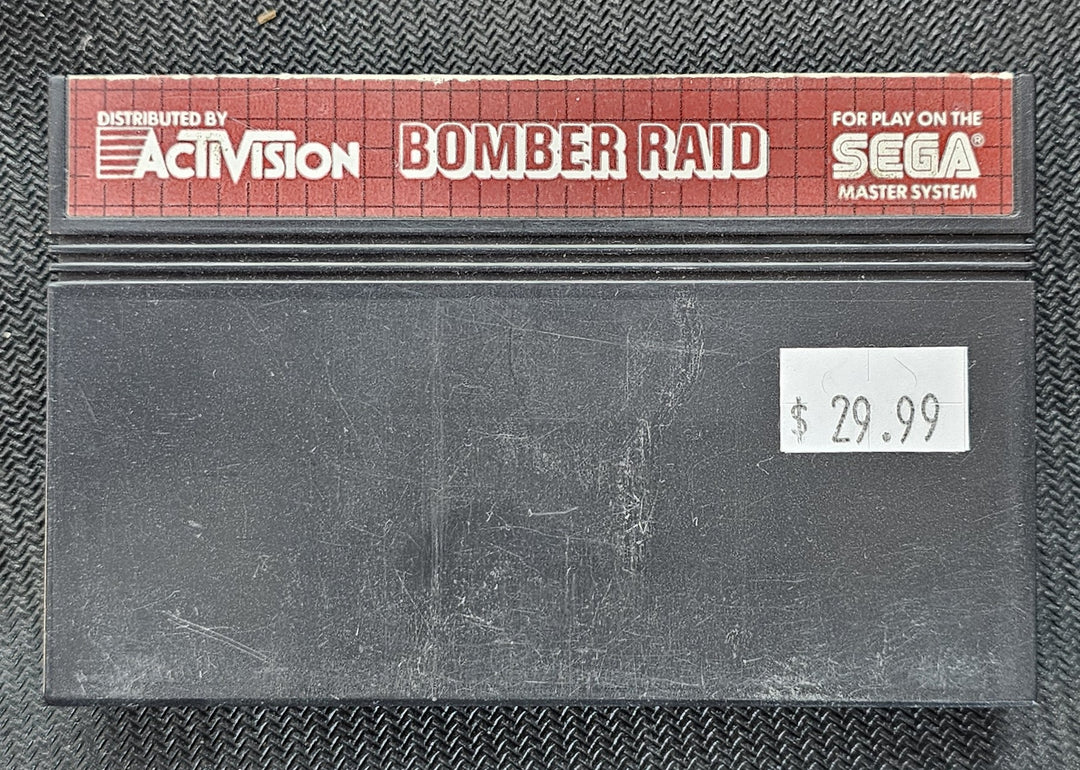 DISTRIBUTED BY
ACTIVISION
BOMBER RAID
FOR PLAY ON THE
SEGA®
MASTER SYSTEM
$ 29.99